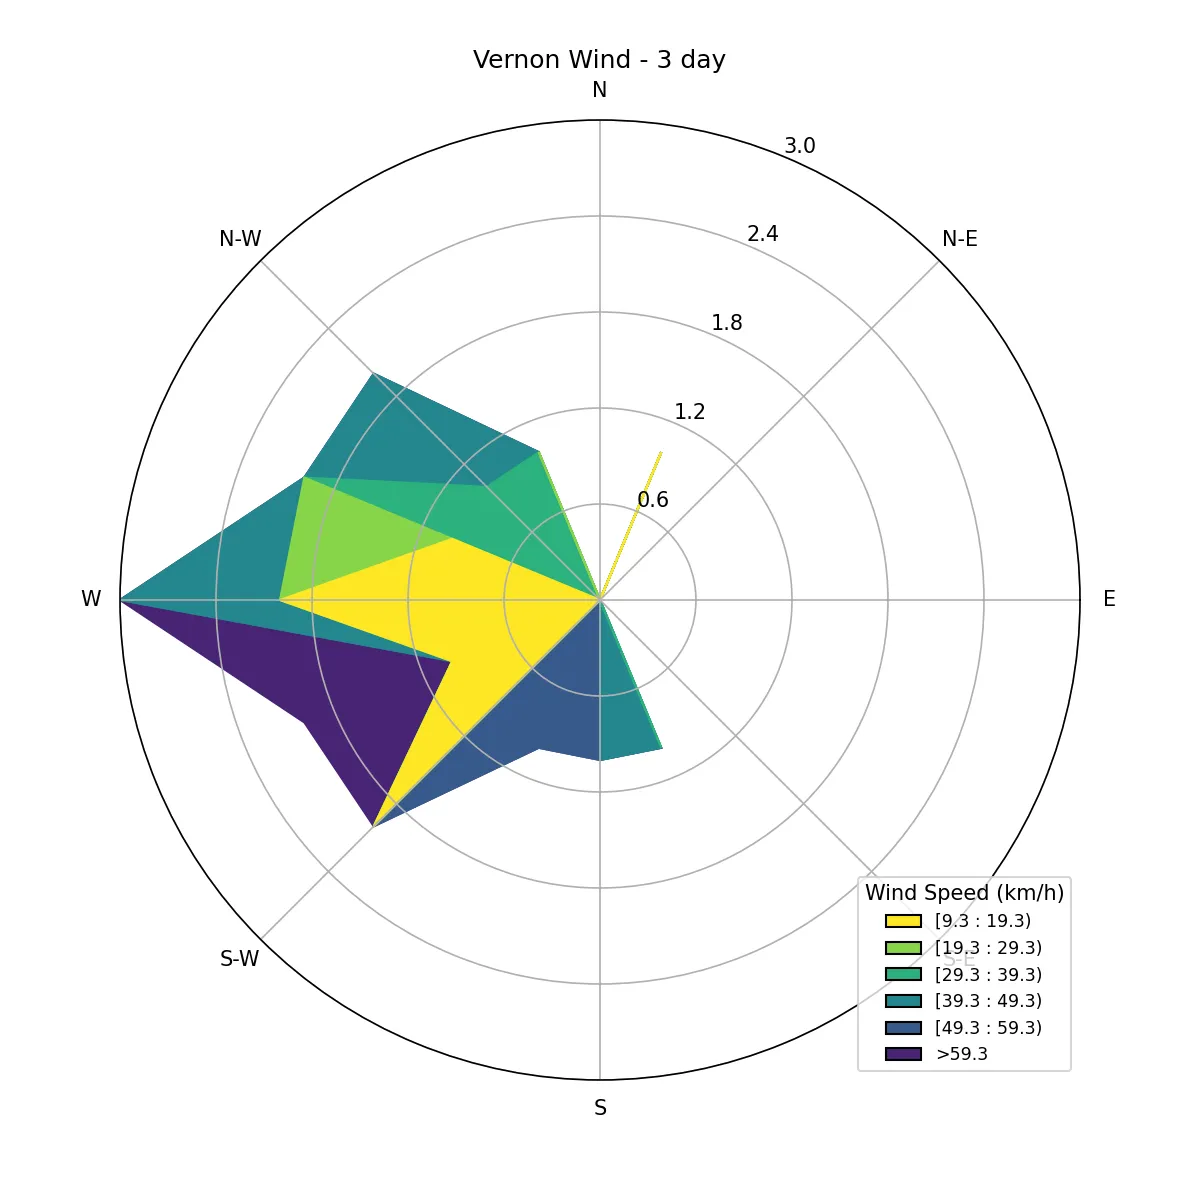 Vernon Wind - 3 day
N
3.0
N-W
2.4
N-E
1.8
1.2
0.6
W
E
S-W
S-E
S
Wind Speed (km/h)
[9.3 : 19.3)
[19.3 : 29.3)
[29.3 : 39.3)
[39.3 : 49.3)
[49.3 : 59.3)
>59.3